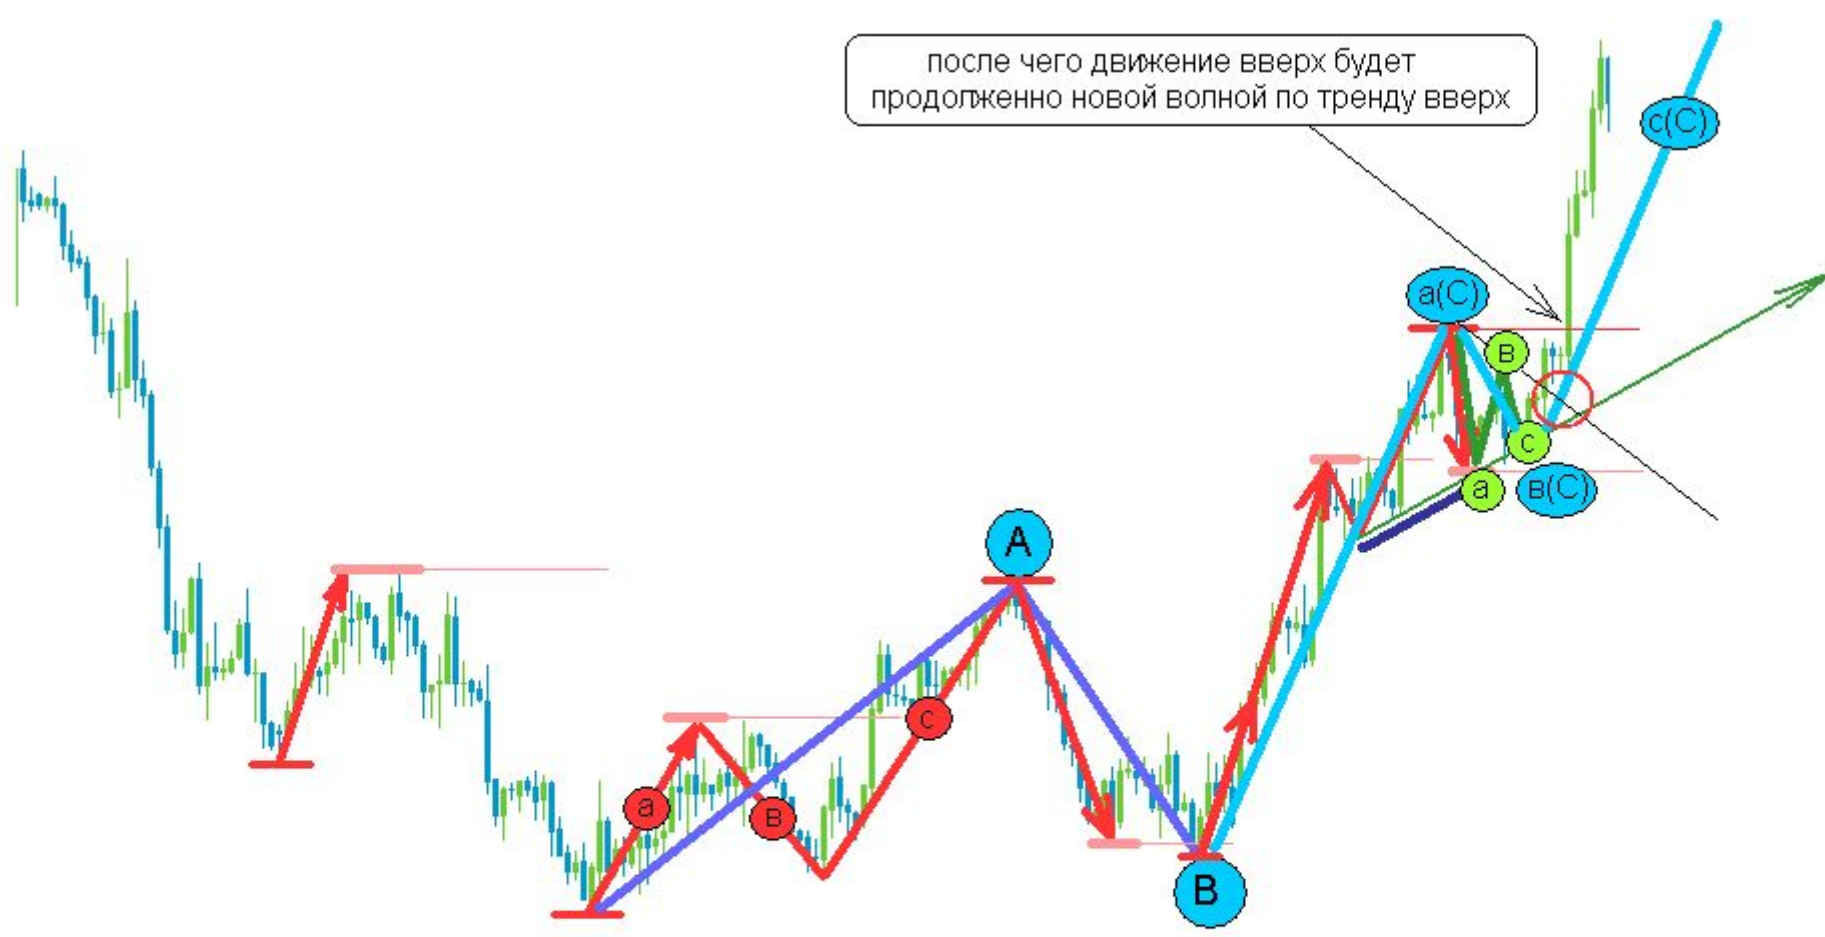 после чего движение вверх будет
продолженно новой волной по тренду вверх
c(C)
a(C)
в
c
a
в(C)
A
c
a
в
B